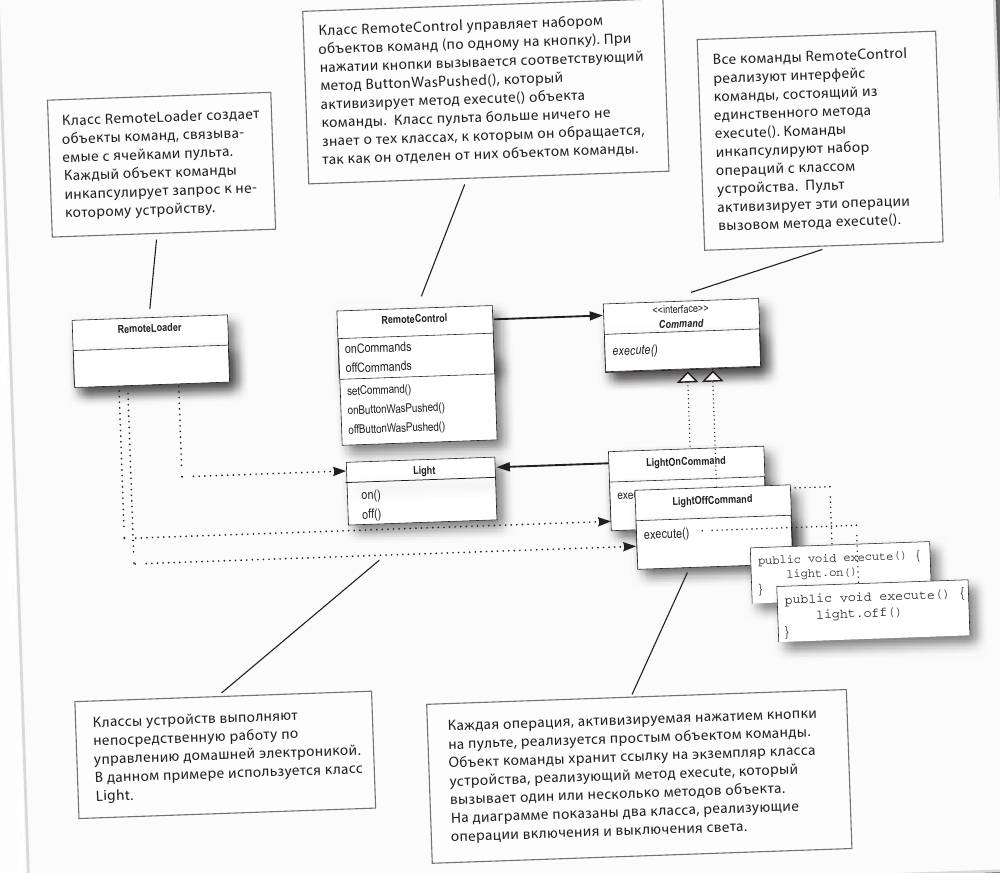 Класс RemoteControl управляет набором
объектов команд (по одному на кнопку). При
нажатии кнопки вызывается соответствующий
метод ButtonWasPushed(), который
активизирует метод execute() объекта
команды. Класс пульта больше ничего не
знает о тех классах, к которым он обращается,
так как он отделен от них объектом команды.
Все команды RemoteControl
реализуют интерфейс
команды, состоящий из
единственного метода
execute(). Команды
инкапсулируют набор
операций с классом
устройства. Пульт
активизирует эти операции
вызовом метода execute().
Класс RemoteLoader создает
объекты команд, связыва-
емые с ячейками пульта.
Каждый объект команды
инкапсулирует запрос к не-
которому устройству.
RemoteLoader
RemoteControl
onCommands
offCommands
setCommand()
onButtonWasPushed()
offButtonWasPushed()
<<interface>>
Command
execute()
Light
on()
off()
LightOnCommand
exe
LightOffCommand
execute()
public void execute() {
light.on()
}
public void execute() {
light.off()
}
Классы устройств выполняют
непосредственную работу по
управлению домашней электроникой.
В данном примере используется класс
Light.
Каждая операция, активизируемая нажатием кнопки
на пульте, реализуется простым объектом команды.
Объект команды хранит ссылку на экземпляр класса
устройства, реализующий метод execute, который
вызывает один или несколько методов объекта.
На диаграмме показаны два класса, реализующие
операции включения и выключения света.